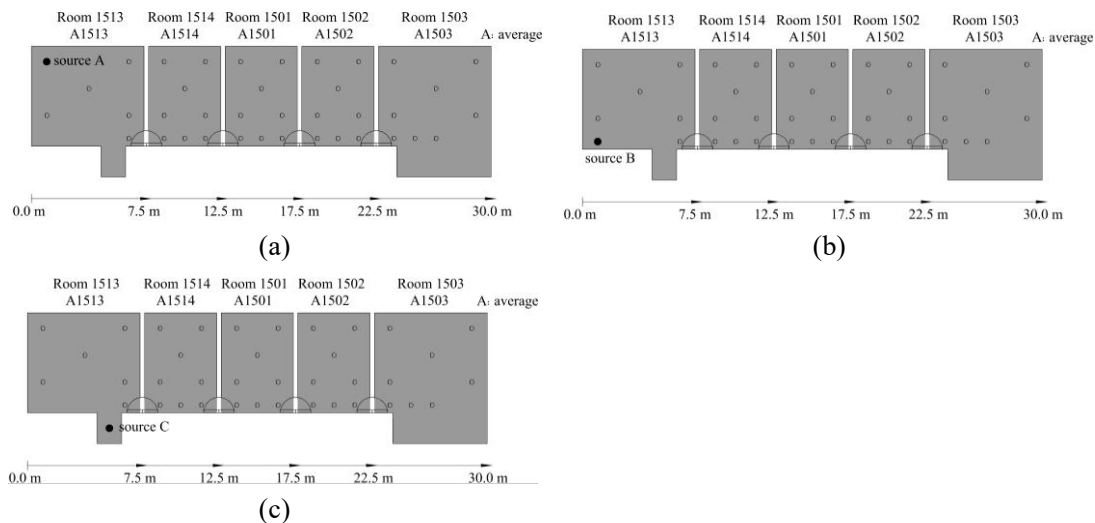 Room 1513 Room 1514 Room 1501 Room 1502 Room 1503
A1513 A1514 A1501 A1502 A1503 A: average
source A
0.0 m 7.5 m 12.5 m 17.5 m 22.5 m 30.0 m
(a)
Room 1513 Room 1514 Room 1501 Room 1502 Room 1503
A1513 A1514 A1501 A1502 A1503 A: average
source B
0.0 m 7.5 m 12.5 m 17.5 m 22.5 m 30.0 m
(b)
Room 1513 Room 1514 Room 1501 Room 1502 Room 1503
A1513 A1514 A1501 A1502 A1503 A: average
source C
0.0 m 7.5 m 12.5 m 17.5 m 22.5 m 30.0 m
(c)